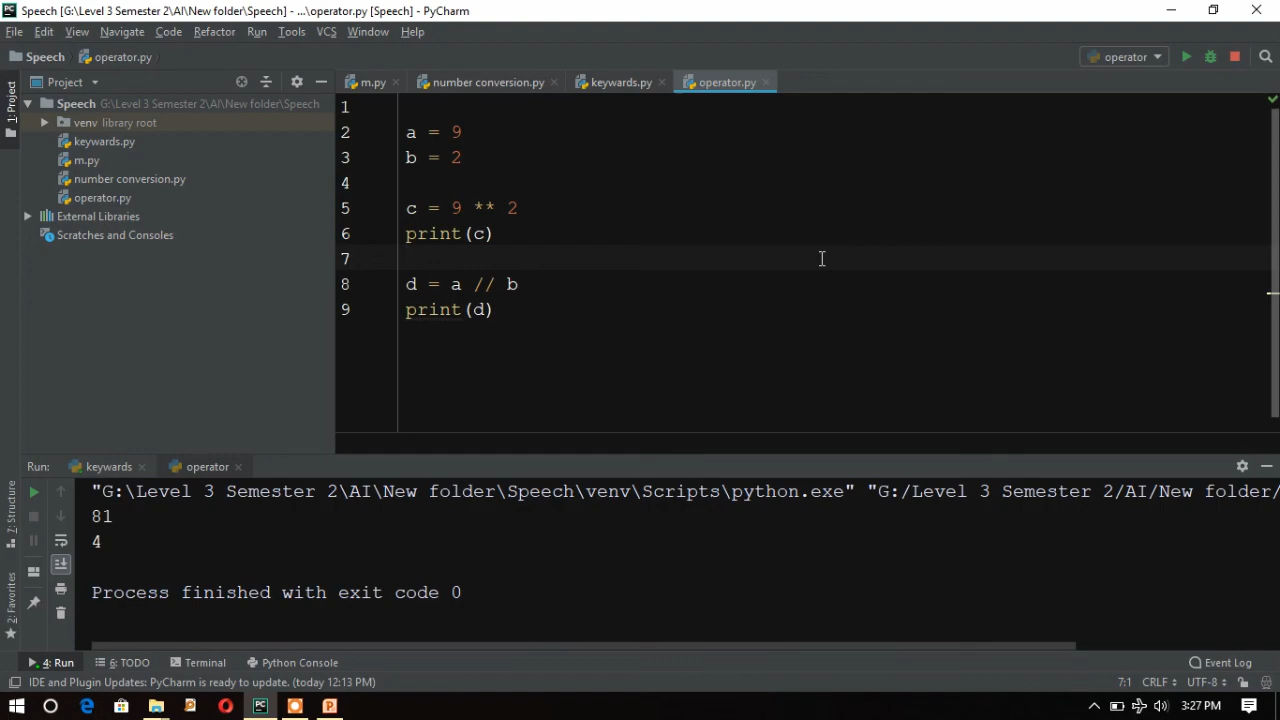 Speech [G:\Level 3 Semester 2\AI\New folder\Speech] - ...\operator.py [Speech] - PyCharm
File Edit View Navigate Code Refactor Run Tools VCS Window Help
Speech operator.py operator
Project m.py number conversion.py keywards.py operator.py
1: Project
Speech G:\Level 3 Semester 2\AI\New folder\Speech
venv library root
keywards.py
m.py
number conversion.py
operator.py
External Libraries
Scratches and Consoles
1
2 a = 9
3 b = 2
4
5 c = 9 ** 2
6 print(c)
7
8 d = a // b
9 print(d)
Run: keywards operator
"G:\Level 3 Semester 2\AI\New folder\Speech\venv\Scripts\python.exe" "G:/Level 3 Semester 2/AI/New folder/
81
4
Process finished with exit code 0
7: Structure
2: Favorites
4: Run 6: TODO Terminal Python Console Event Log
IDE and Plugin Updates: PyCharm is ready to update. (today 12:13 PM) 7:1 CRLF UTF-8
PC P 3:27 PM